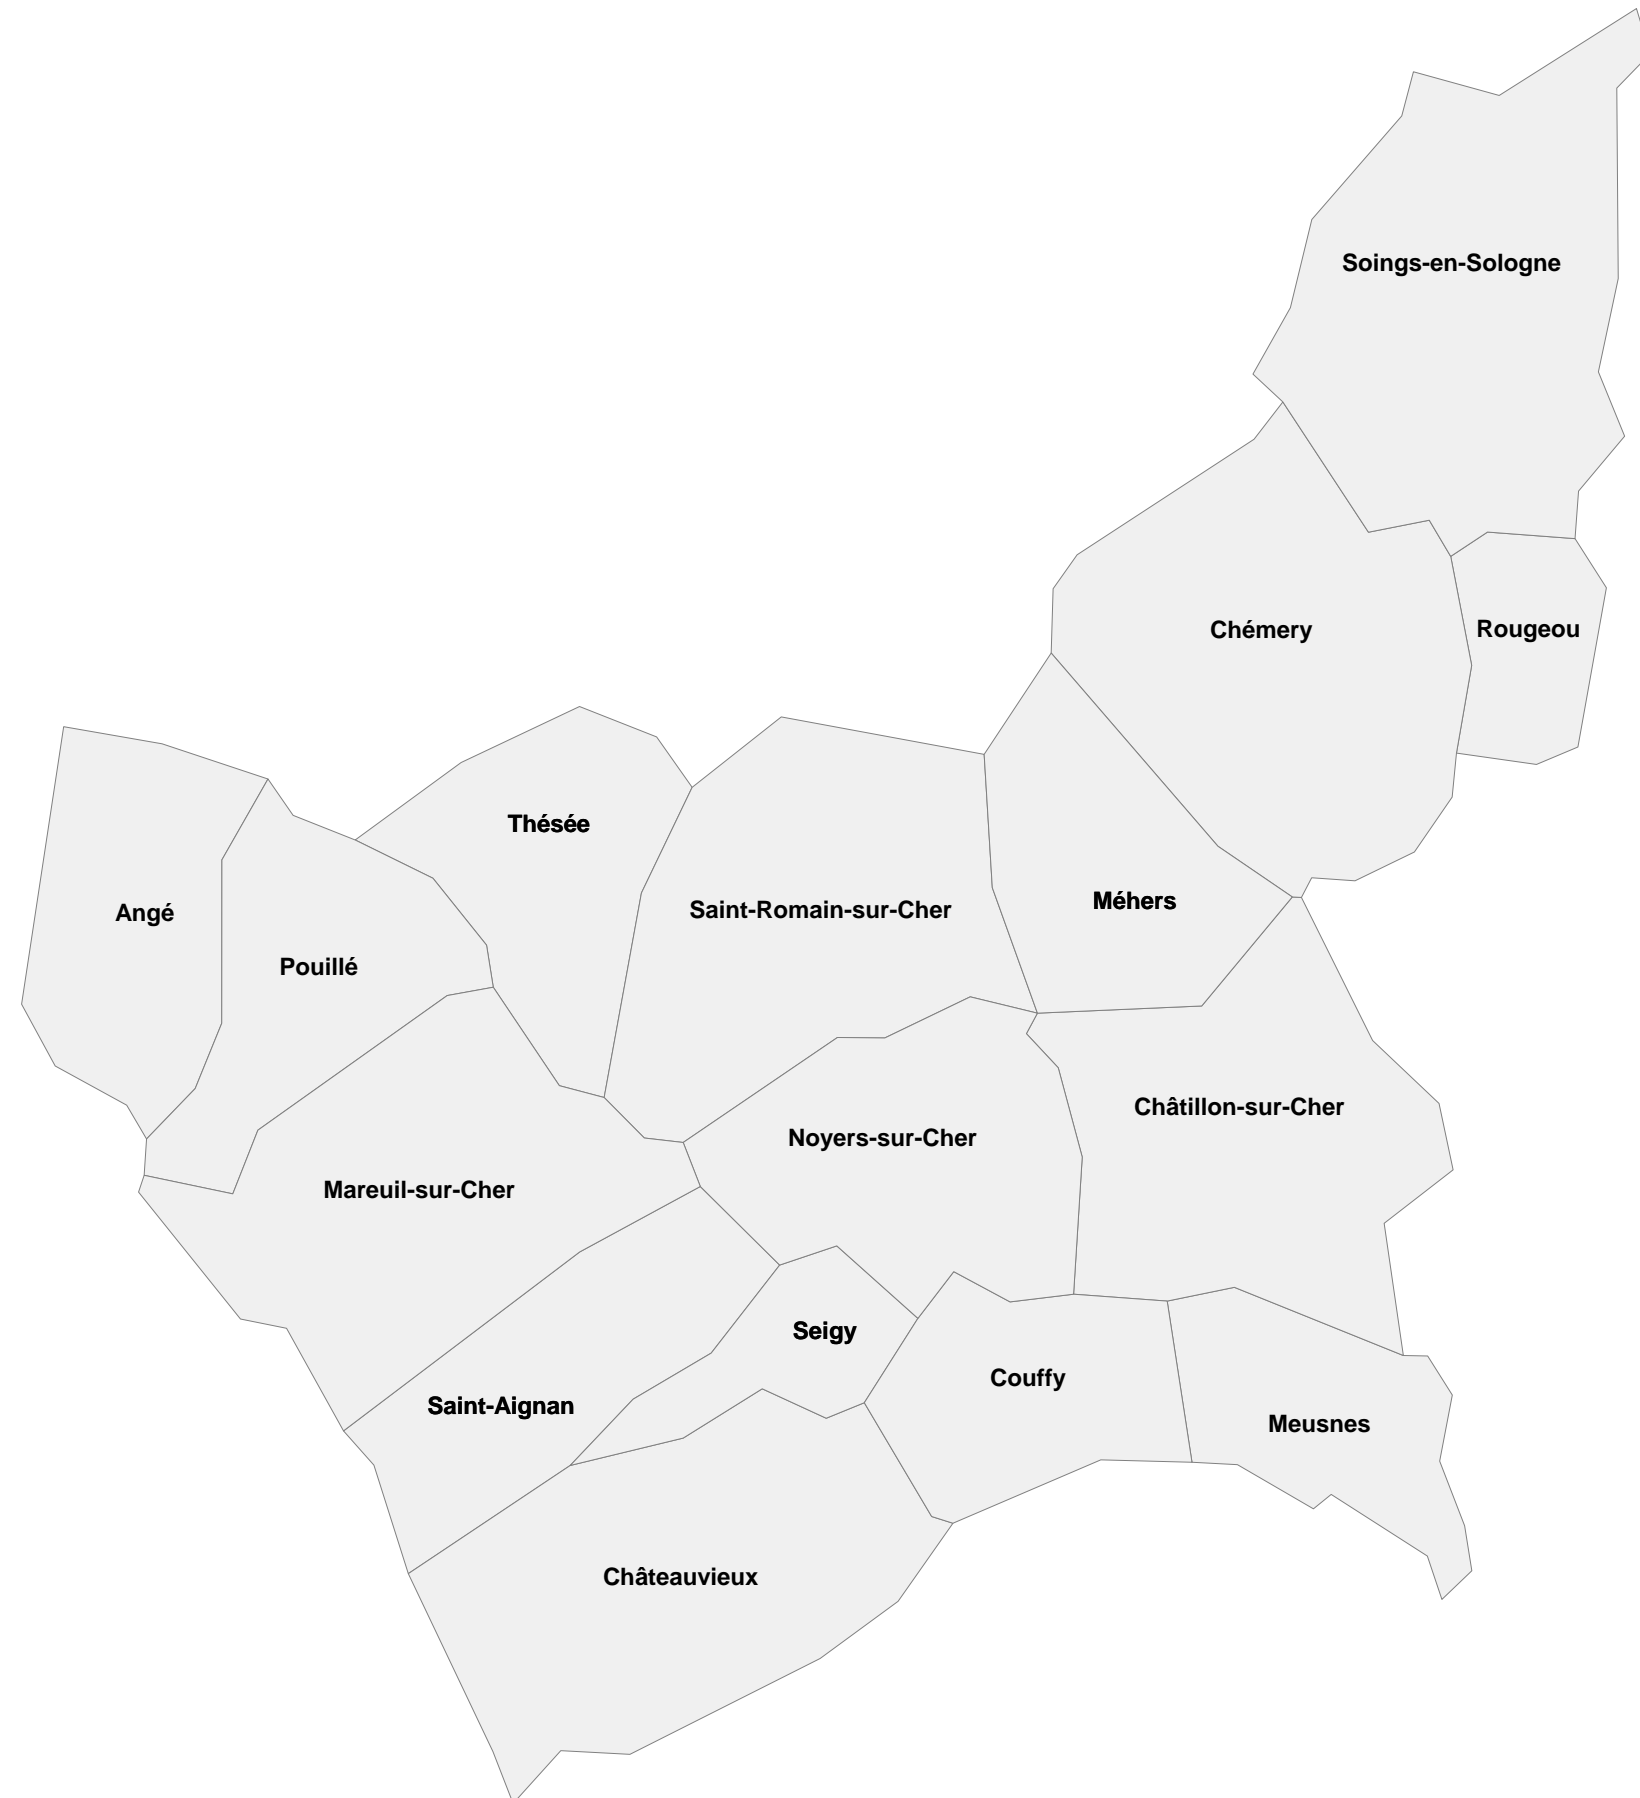 Soings-en-Sologne
Chémery
Rougeou
Thésée
Méhers
Saint-Romain-sur-Cher
Angé
Pouillé
Châtillon-sur-Cher
Noyers-sur-Cher
Mareuil-sur-Cher
Seigy
Couffy
Saint-Aignan
Meusnes
Châteauvieux